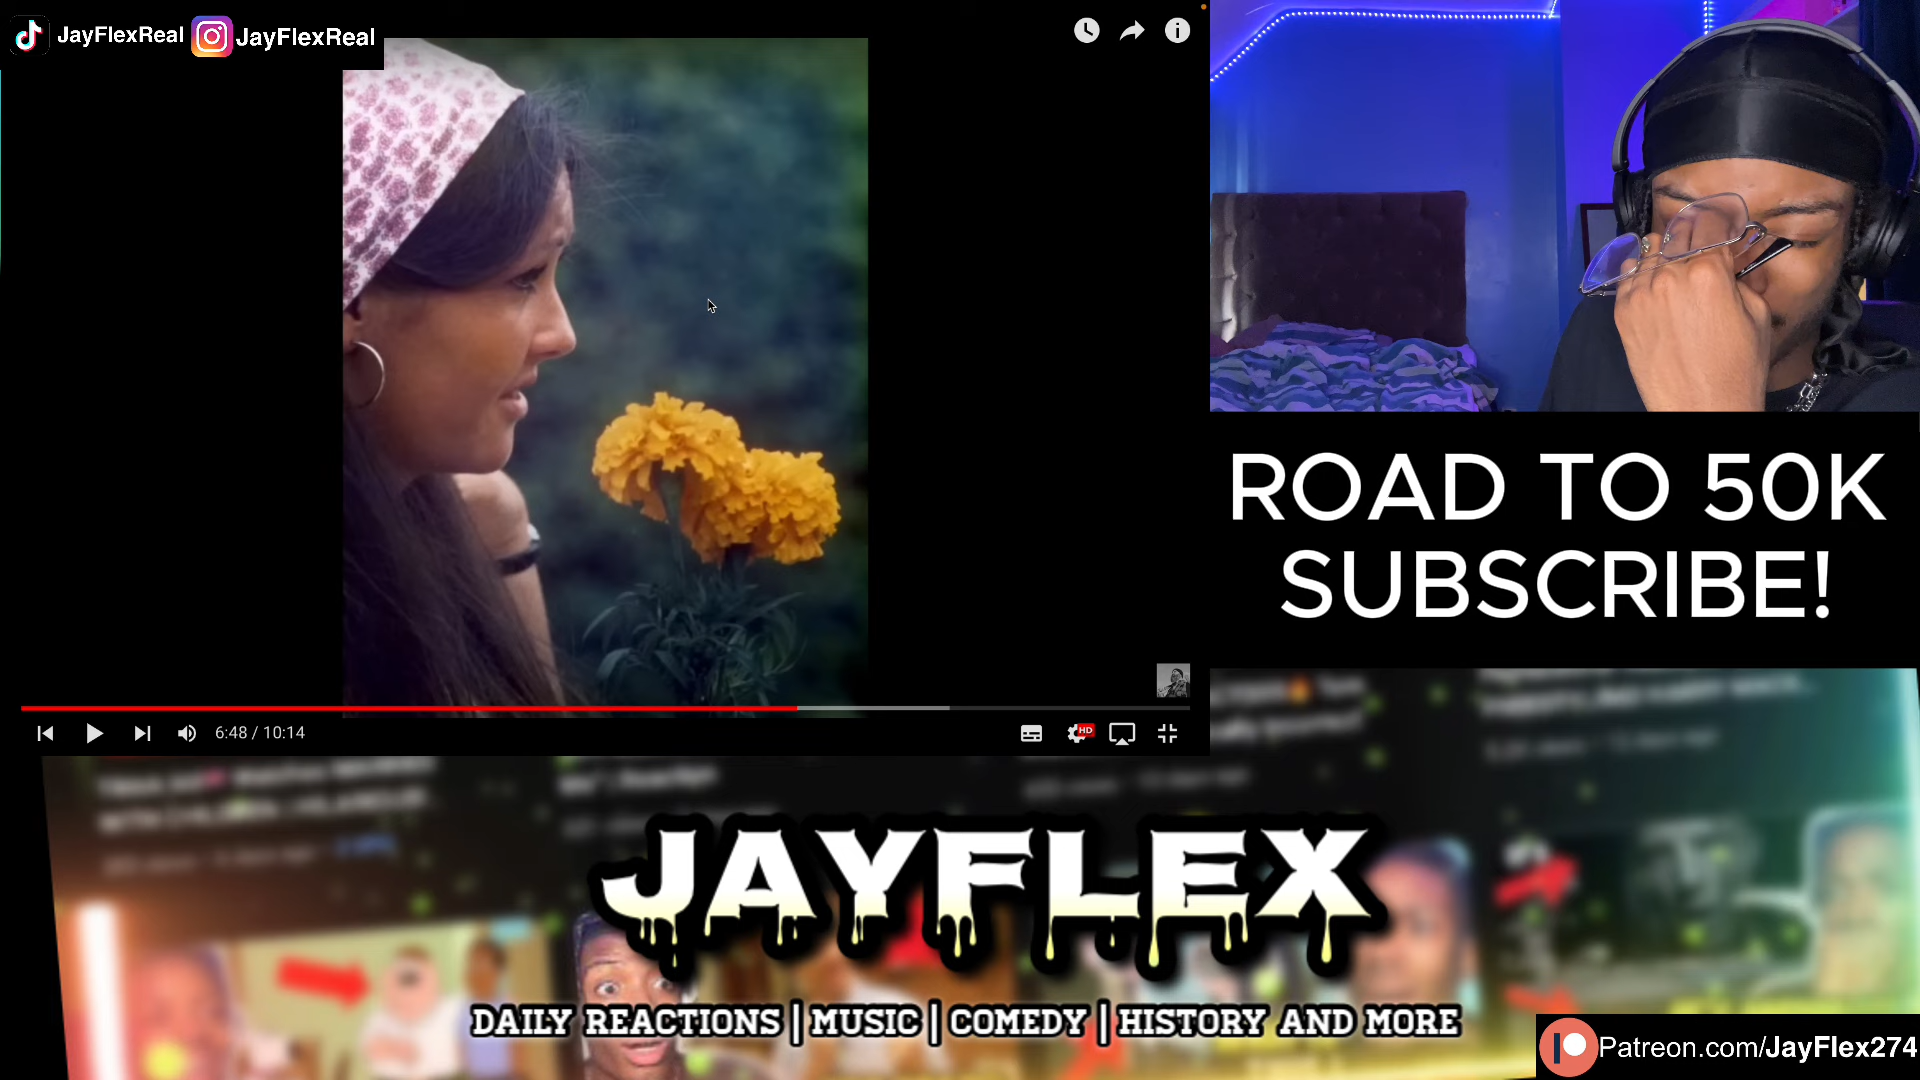 JayFlexReal JayFlexReal
6:48 / 10:14
HD
ROAD TO 50K
SUBSCRIBE!
JAYFLEX
DAILY REACTIONS | MUSIC | COMEDY | HISTORY AND MORE
Patreon.com/JayFlex274